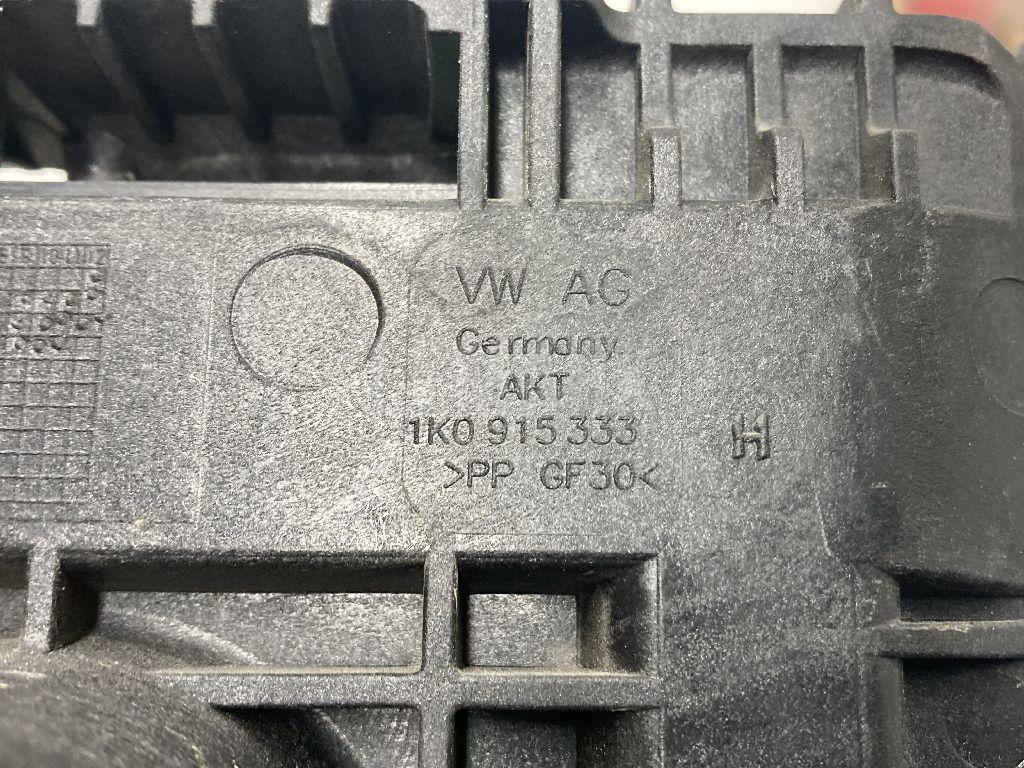 VW AG
Germany
AKT
1K0 915 333
>PP GF30<
H